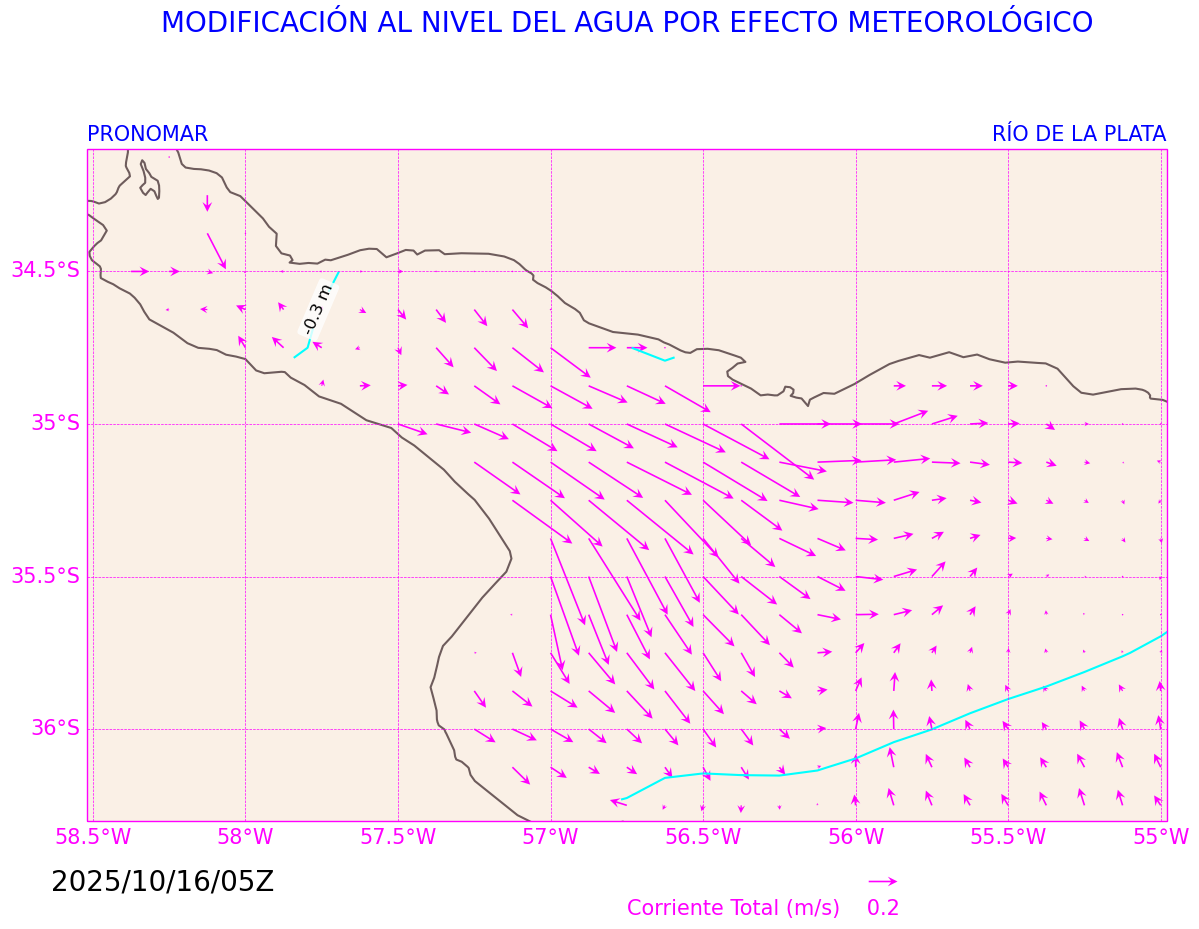 MODIFICACIÓN AL NIVEL DEL AGUA POR EFECTO METEOROLÓGICO
PRONOMAR RÍO DE LA PLATA
-0.3 m
34.5°S
35°S
35.5°S
36°S
58.5°W 58°W 57.5°W 57°W 56.5°W 56°W 55.5°W 55°W
2025/10/16/05Z
Corriente Total (m/s) 0.2